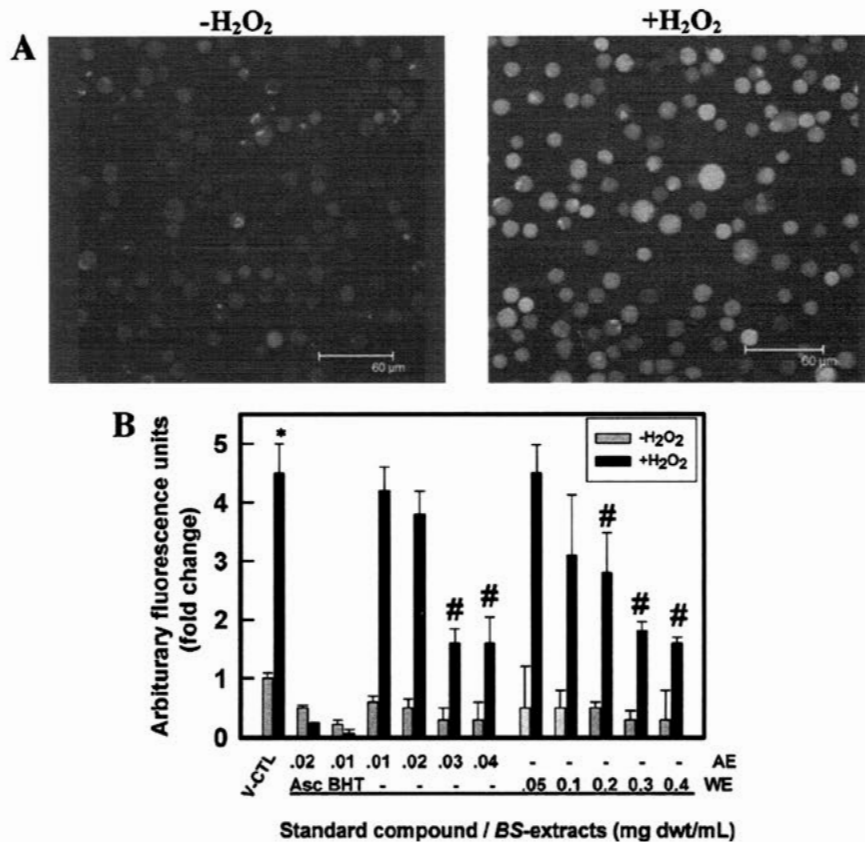 -H₂O₂ +H₂O₂
A
60 µm 60 µm
B
Arbiturary fluorescence units
(fold change)
5
4
3
2
1
0
-H₂O₂
+H₂O₂
*
# # # # #
V-CTL .02 .01 .01 .02 .03 .04 - - - - - AE
Asc BHT - - - - .05 0.1 0.2 0.3 0.4 WE
Standard compound / BS-extracts (mg dwt/mL)